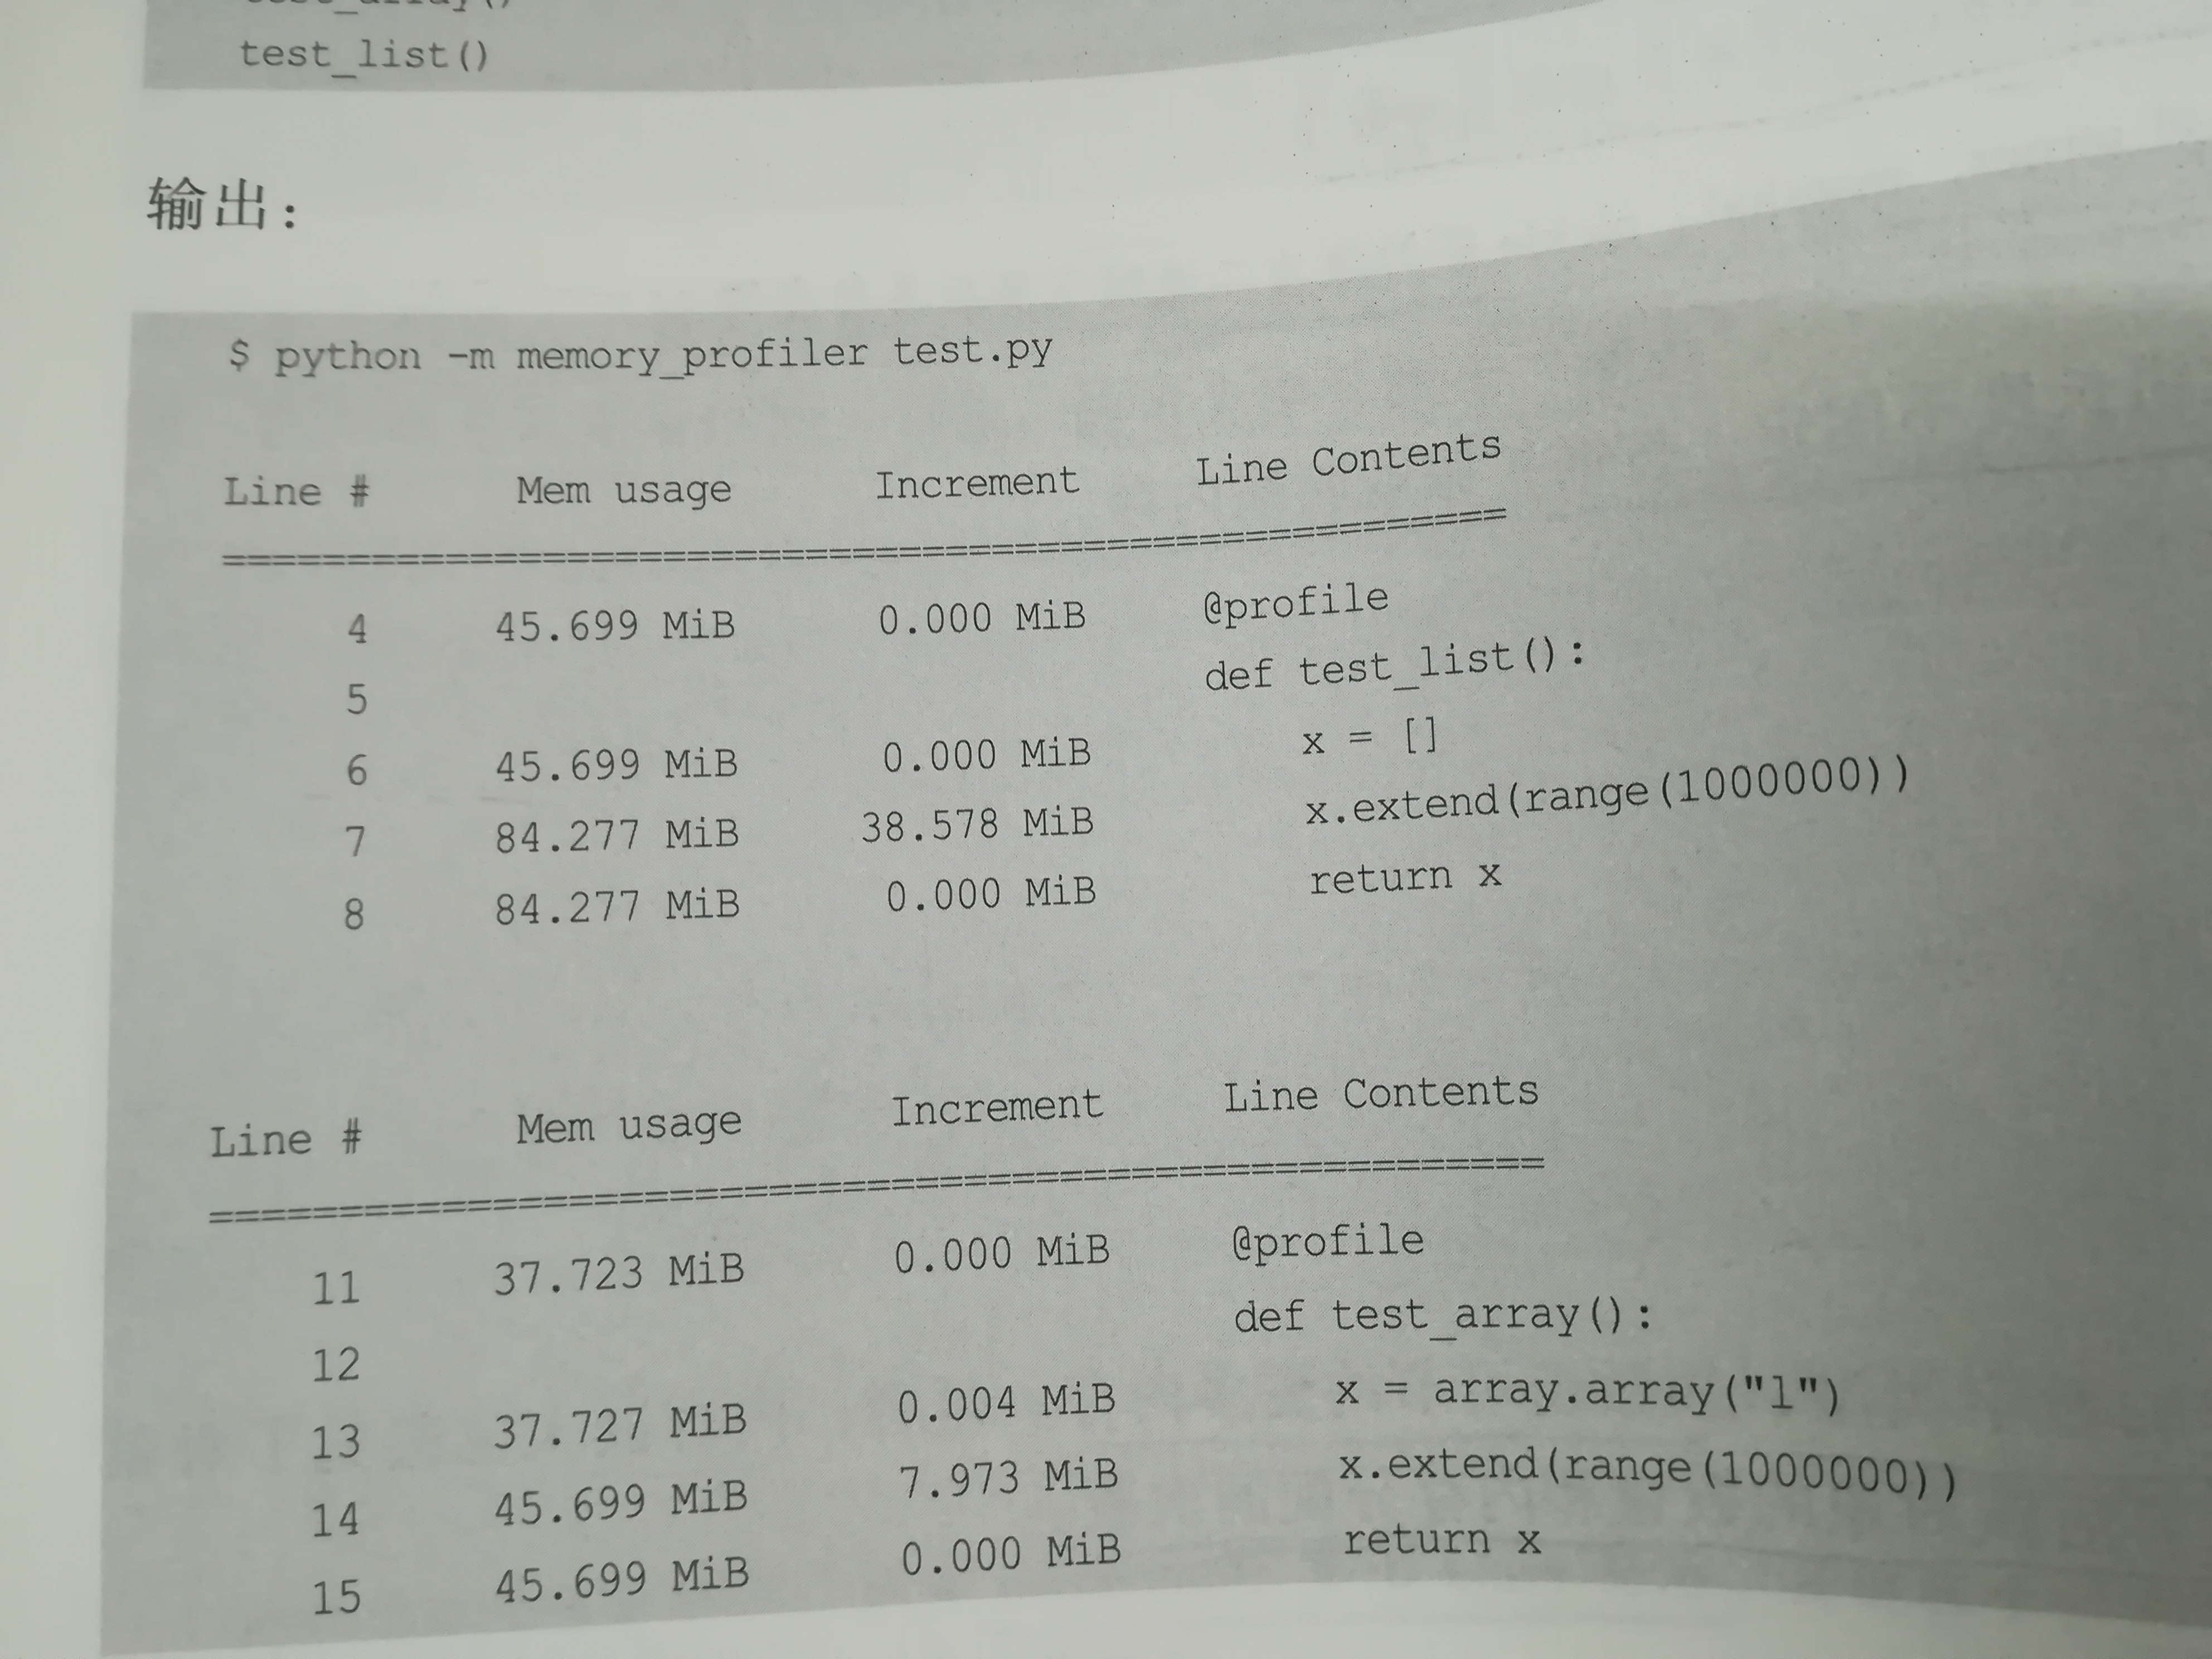 test_array()
test_list()
输出：
$ python -m memory_profiler test.py
Line # Mem usage Increment Line Contents
==================================================
4 45.699 MiB 0.000 MiB @profile
5 def test_list():
6 45.699 MiB 0.000 MiB x = []
7 84.277 MiB 38.578 MiB x.extend(range(1000000))
8 84.277 MiB 0.000 MiB return x
Line # Mem usage Increment Line Contents
==================================================
11 37.723 MiB 0.000 MiB @profile
12 def test_array():
13 37.727 MiB 0.004 MiB x = array.array("l")
14 45.699 MiB 7.973 MiB x.extend(range(1000000))
15 45.699 MiB 0.000 MiB return x